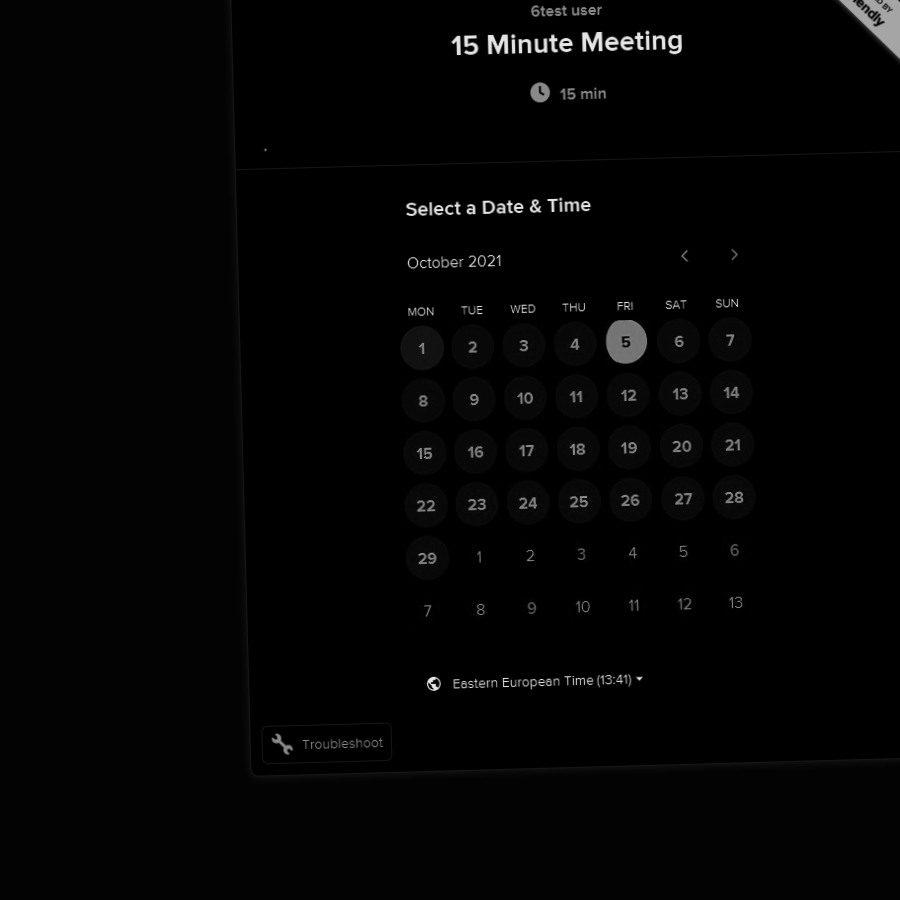 6test user
15 Minute Meeting
15 min
Select a Date & Time
October 2021
MON TUE WED THU FRI SAT SUN
1 2 3 4 5 6 7
8 9 10 11 12 13 14
15 16 17 18 19 20 21
22 23 24 25 26 27 28
29 1 2 3 4 5 6
7 8 9 10 11 12 13
Eastern European Time (13:41)
Troubleshoot